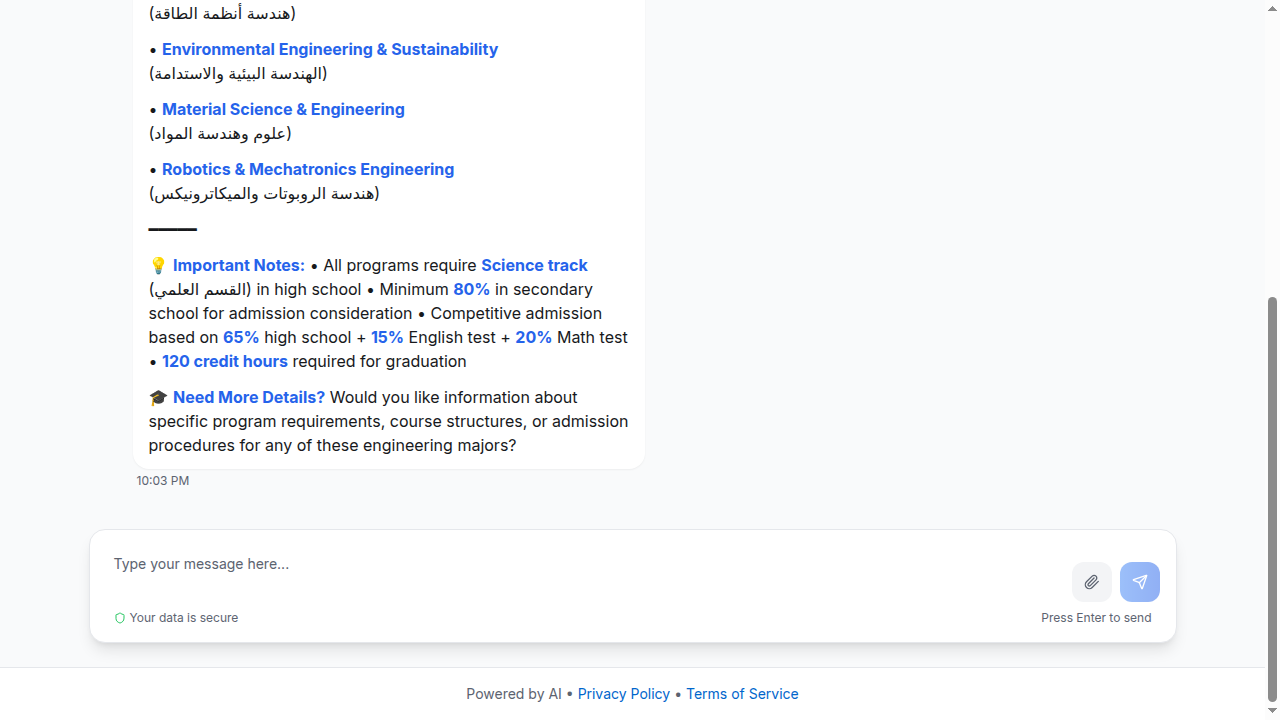 (هندسة أنظمة الطاقة)
• Environmental Engineering & Sustainability
(الهندسة البيئية والاستدامة)
• Material Science & Engineering
(علوم وهندسة المواد)
• Robotics & Mechatronics Engineering
(هندسة الروبوتات والميكاترونيكس)
💡 Important Notes: • All programs require Science track
(القسم العلمي) in high school • Minimum 80% in secondary
school for admission consideration • Competitive admission
based on 65% high school + 15% English test + 20% Math test
• 120 credit hours required for graduation
🎓 Need More Details? Would you like information about
specific program requirements, course structures, or admission
procedures for any of these engineering majors?
10:03 PM
Type your message here...
Your data is secure
Press Enter to send
Powered by AI • Privacy Policy • Terms of Service